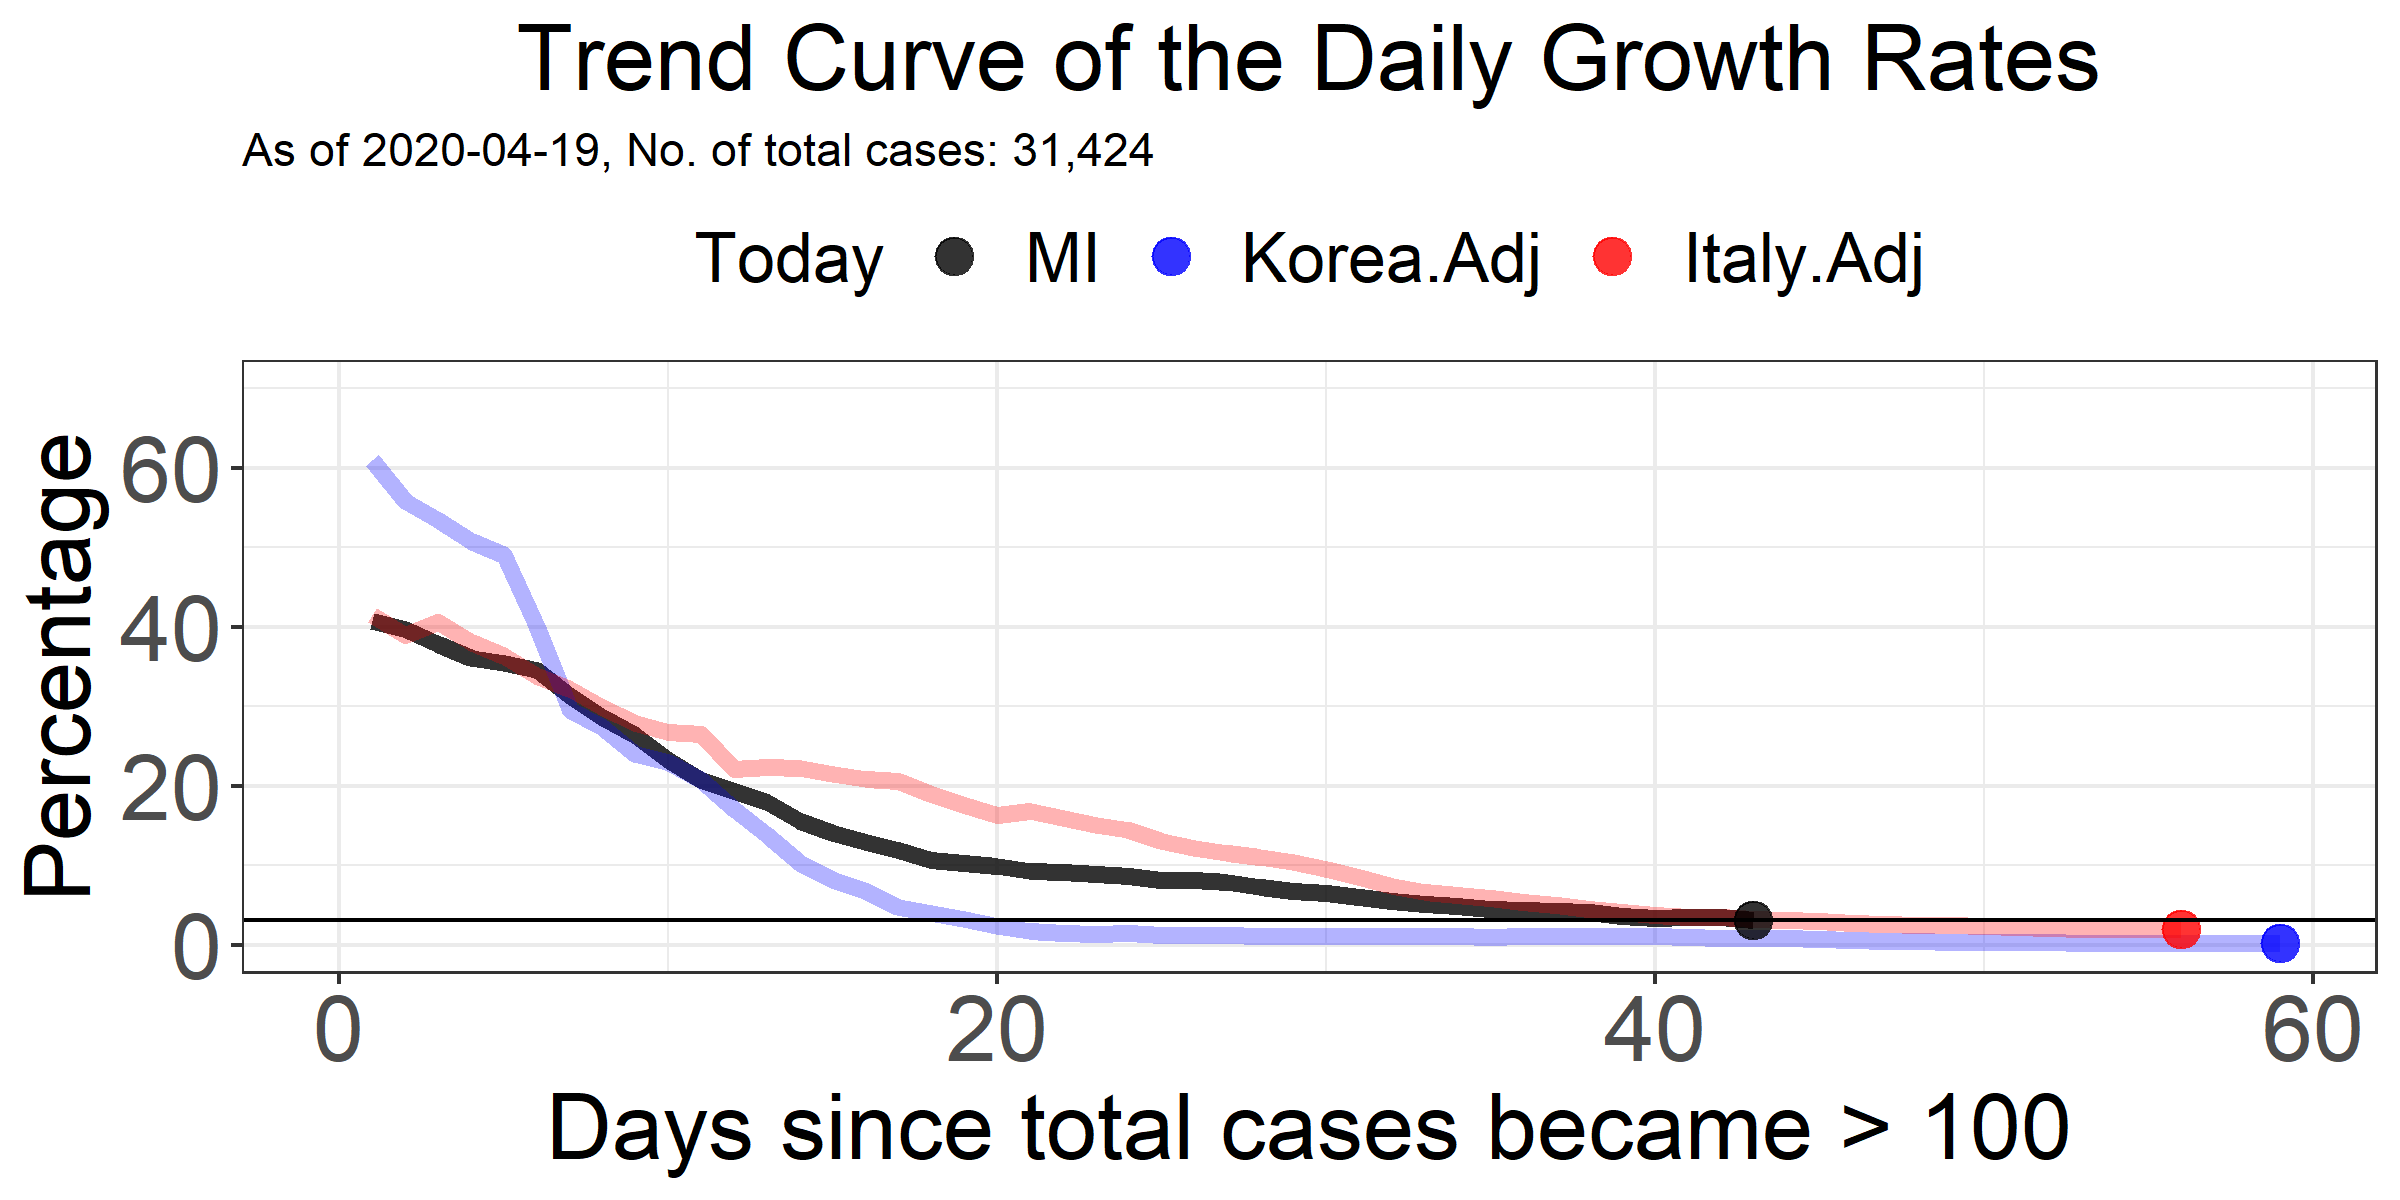 Trend Curve of the Daily Growth Rates
As of 2020-04-19, No. of total cases: 31,424
Today MI Korea.Adj Italy.Adj
Percentage
60
40
20
0
0 20 40 60
Days since total cases became > 100